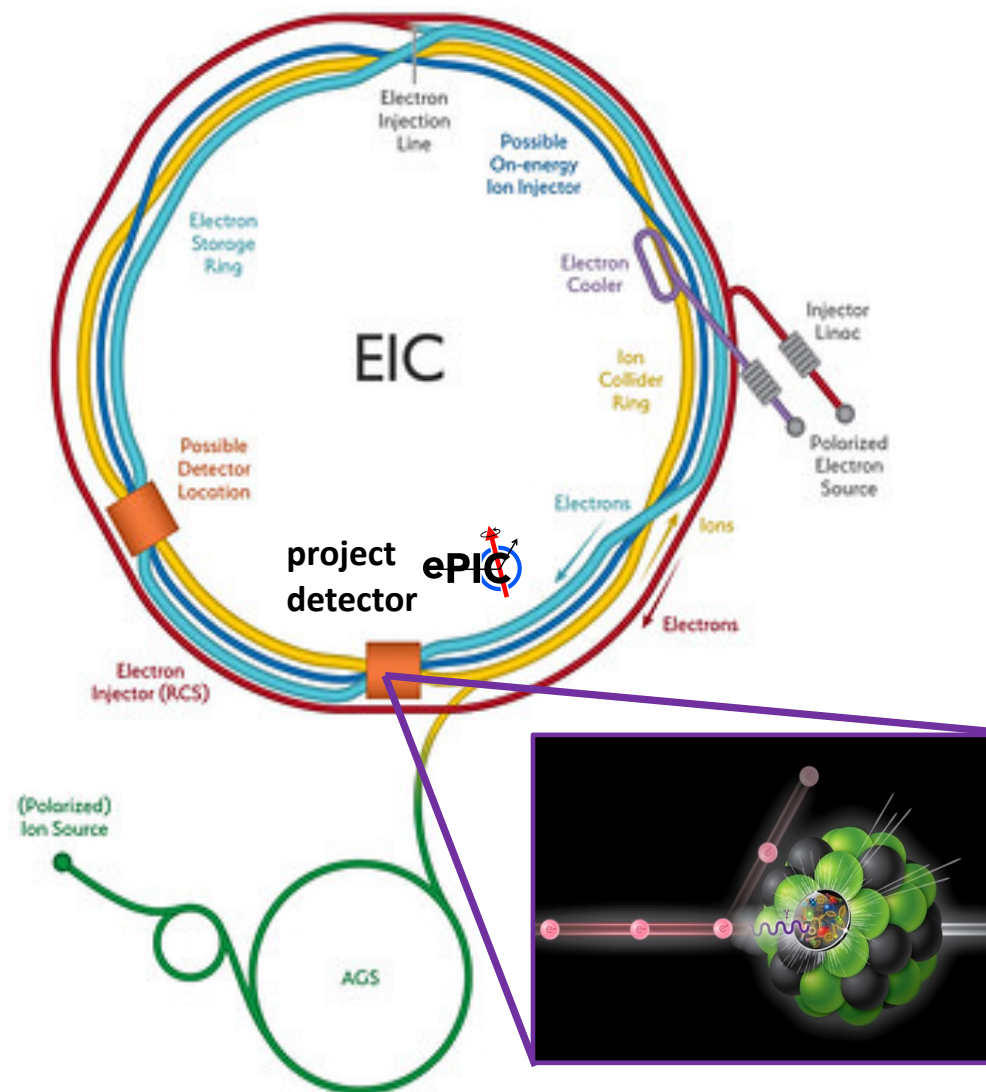 Electron
Injection
Line
Possible
On-energy
Ion Injector
Electron
Storage
Ring
Electron
Cooler
Injector
Linac
EIC
Ion
Collider
Ring
Possible
Detector
Location
Polarized
Electron
Source
Electrons
Ions
project
detector
ePIC
Electrons
Electron
Injector (RCS)
(Polarized)
Ion Source
AGS
e-
e-
e-
γ